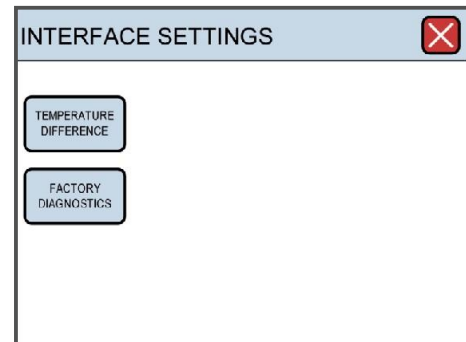 INTERFACE SETTINGS
TEMPERATURE
DIFFERENCE
FACTORY
DIAGNOSTICS